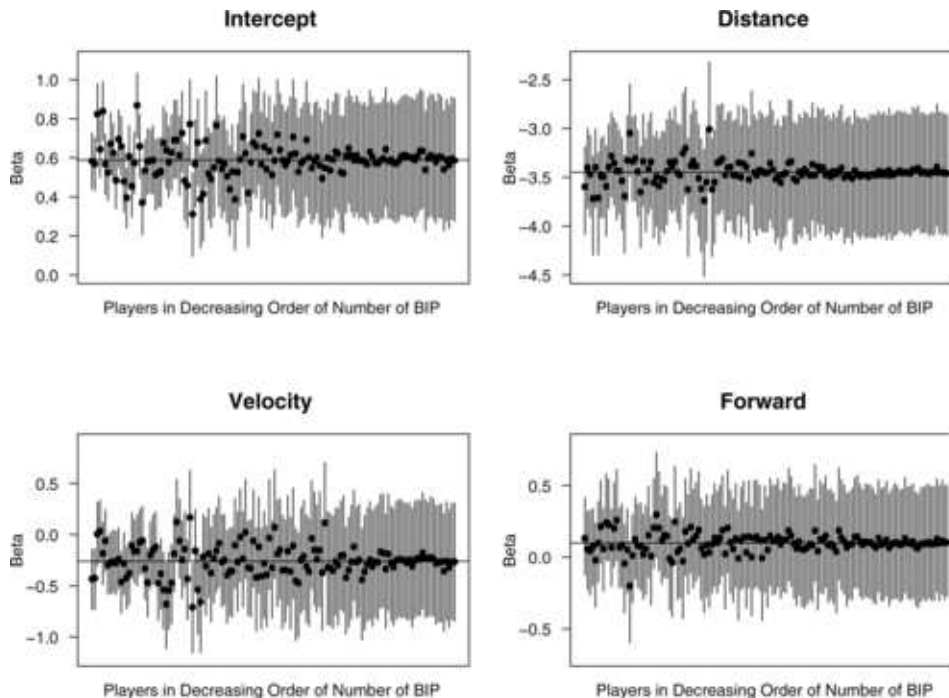 Intercept
Distance
Beta
1.0
0.8
0.6
0.4
0.2
0.0
Players in Decreasing Order of Number of BIP
Beta
−2.5
−3.0
−3.5
−4.0
−4.5
Players in Decreasing Order of Number of BIP
Velocity
Forward
Beta
0.5
0.0
−0.5
−1.0
Players in Decreasing Order of Number of BIP
Beta
0.5
0.0
−0.5
Players in Decreasing Order of Number of BIP